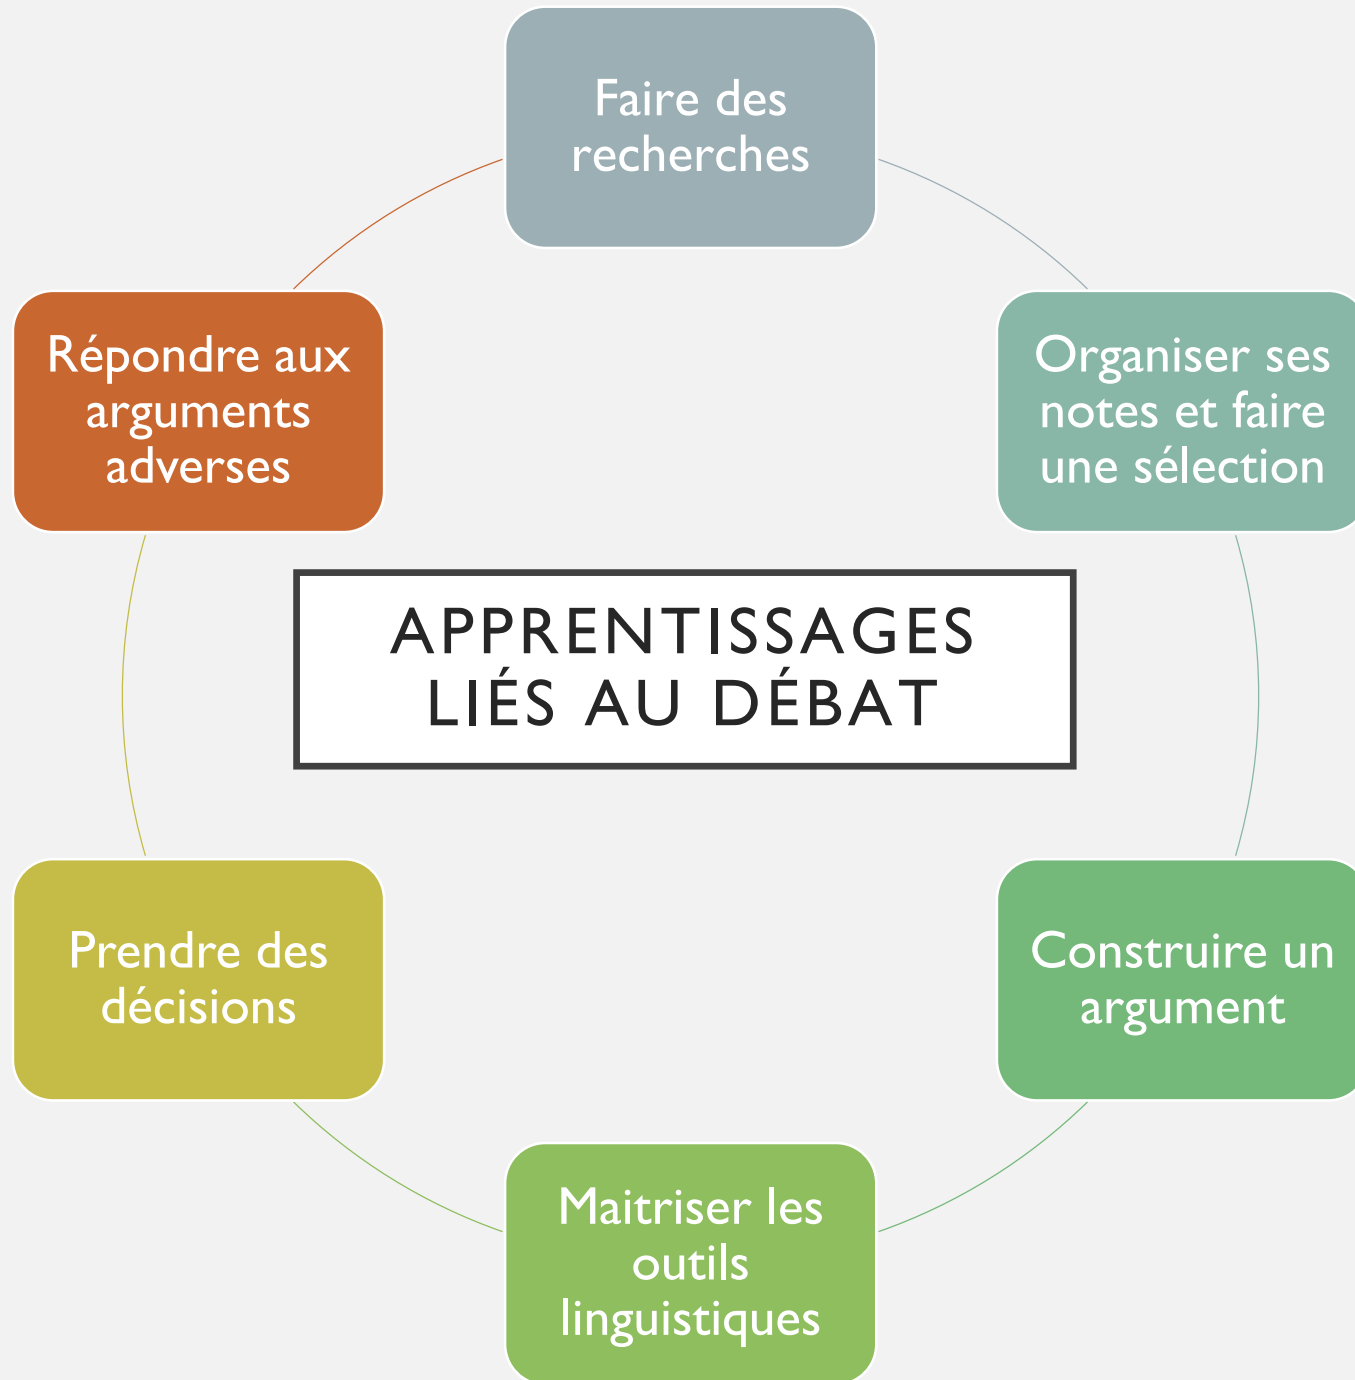 Faire des
recherches
Organiser ses
notes et faire
une sélection
Construire un
argument
Maitriser les
outils
linguistiques
Prendre des
décisions
Répondre aux
arguments
adverses
APPRENTISSAGES
LIÉS AU DÉBAT